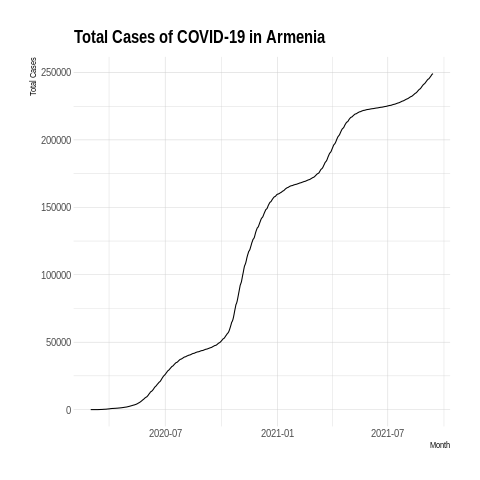 Total Cases of COVID-19 in Armenia
Total Cases
250000
200000
150000
100000
50000
0
2020-07 2021-01 2021-07
Month